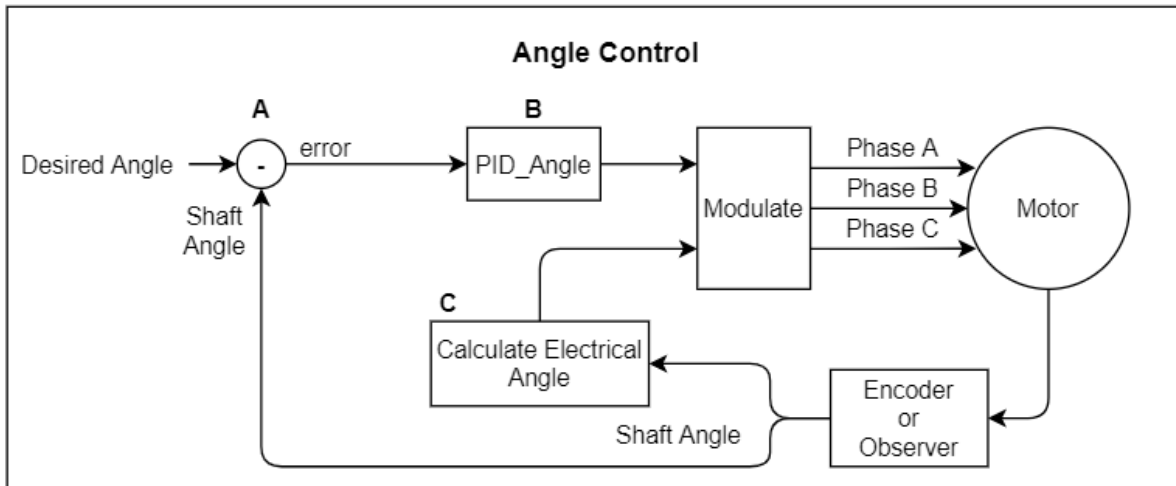 Angle Control
A
B
Desired Angle
-
error
PID_Angle
Modulate
Phase A
Phase B
Phase C
Motor
Shaft
Angle
C
Calculate Electrical
Angle
Shaft Angle
Encoder
or
Observer